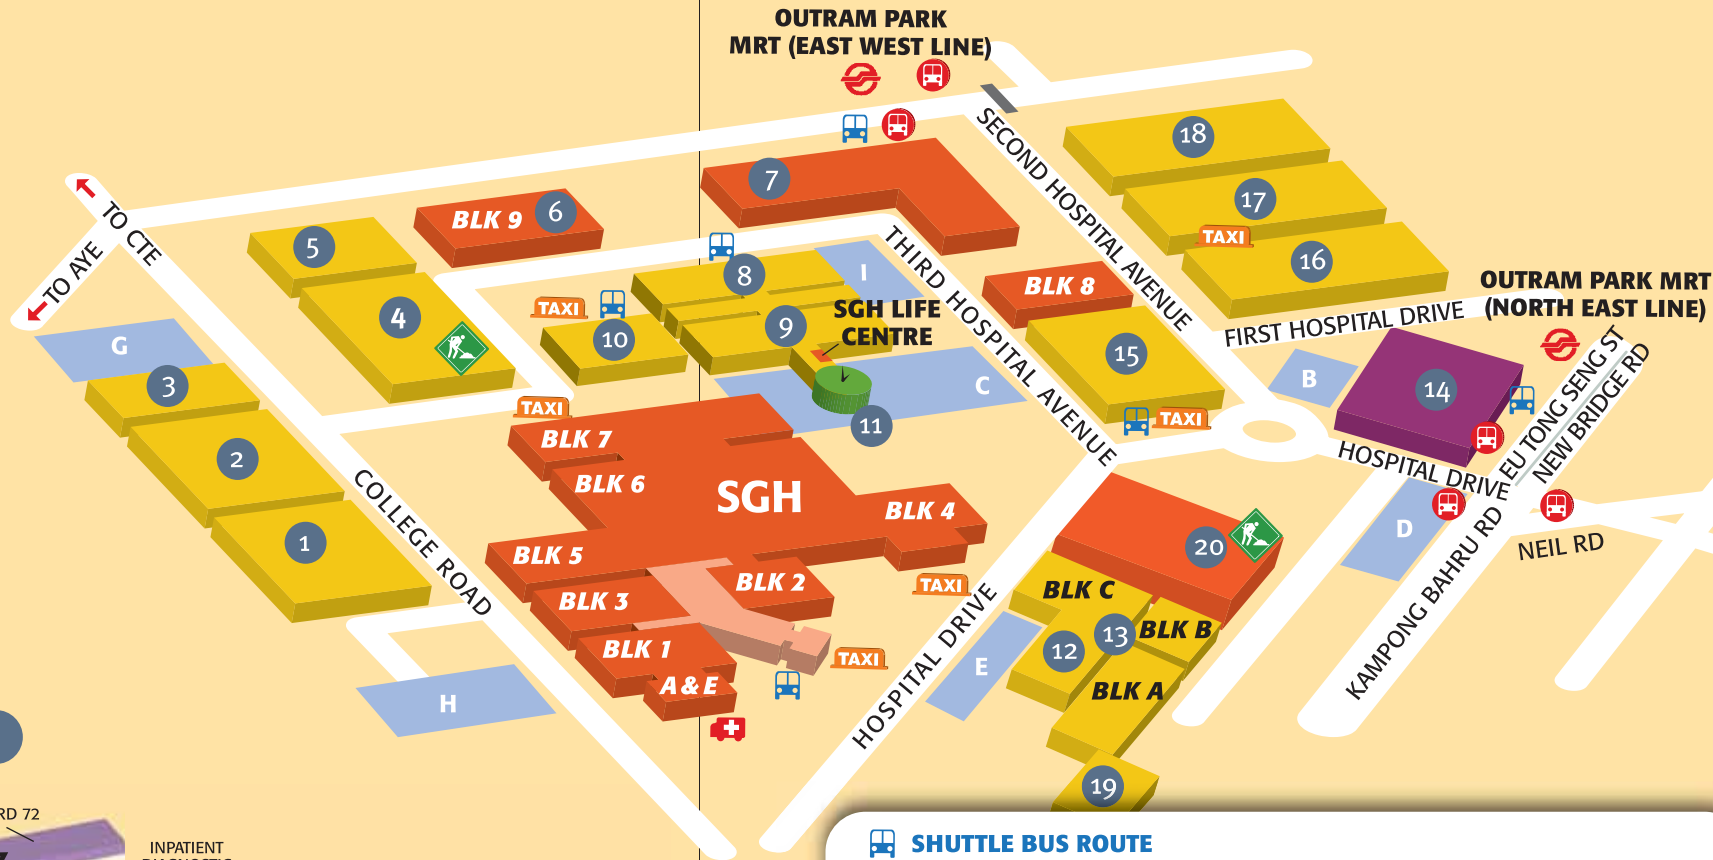 OUTRAM PARK
MRT (EAST WEST LINE)
18
SECOND HOSPITAL AVENUE
7
17
BLK 9
6
TO CTE
5
TAXI
THIRD HOSPITAL AVENUE
TO AYE
16
8
I
BLK 8
OUTRAM PARK MRT
(NORTH EAST LINE)
TAXI
SGH LIFE
CENTRE
4
FIRST HOSPITAL DRIVE
10
9
G
15
EU TONG SENG ST
NEW BRIDGE RD
3
C
B
14
TAXI
TAXI
11
BLK 7
2
HOSPITAL DRIVE
BLK 6
SGH
BLK 4
COLLEGE ROAD
D
1
BLK 5
20
NEIL RD
BLK 2
TAXI
BLK C
BLK 3
KAMPONG BAHRU RD
13
BLK B
BLK 1
12
HOSPITAL DRIVE
TAXI
E
A&E
BLK A
H
19
RD 72
SHUTTLE BUS ROUTE
INPATIENT